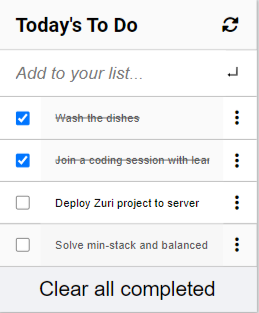 Today's To Do
Add to your list...
Wash the dishes
Join a coding session with lear
Deploy Zuri project to server
Solve min-stack and balanced
Clear all completed